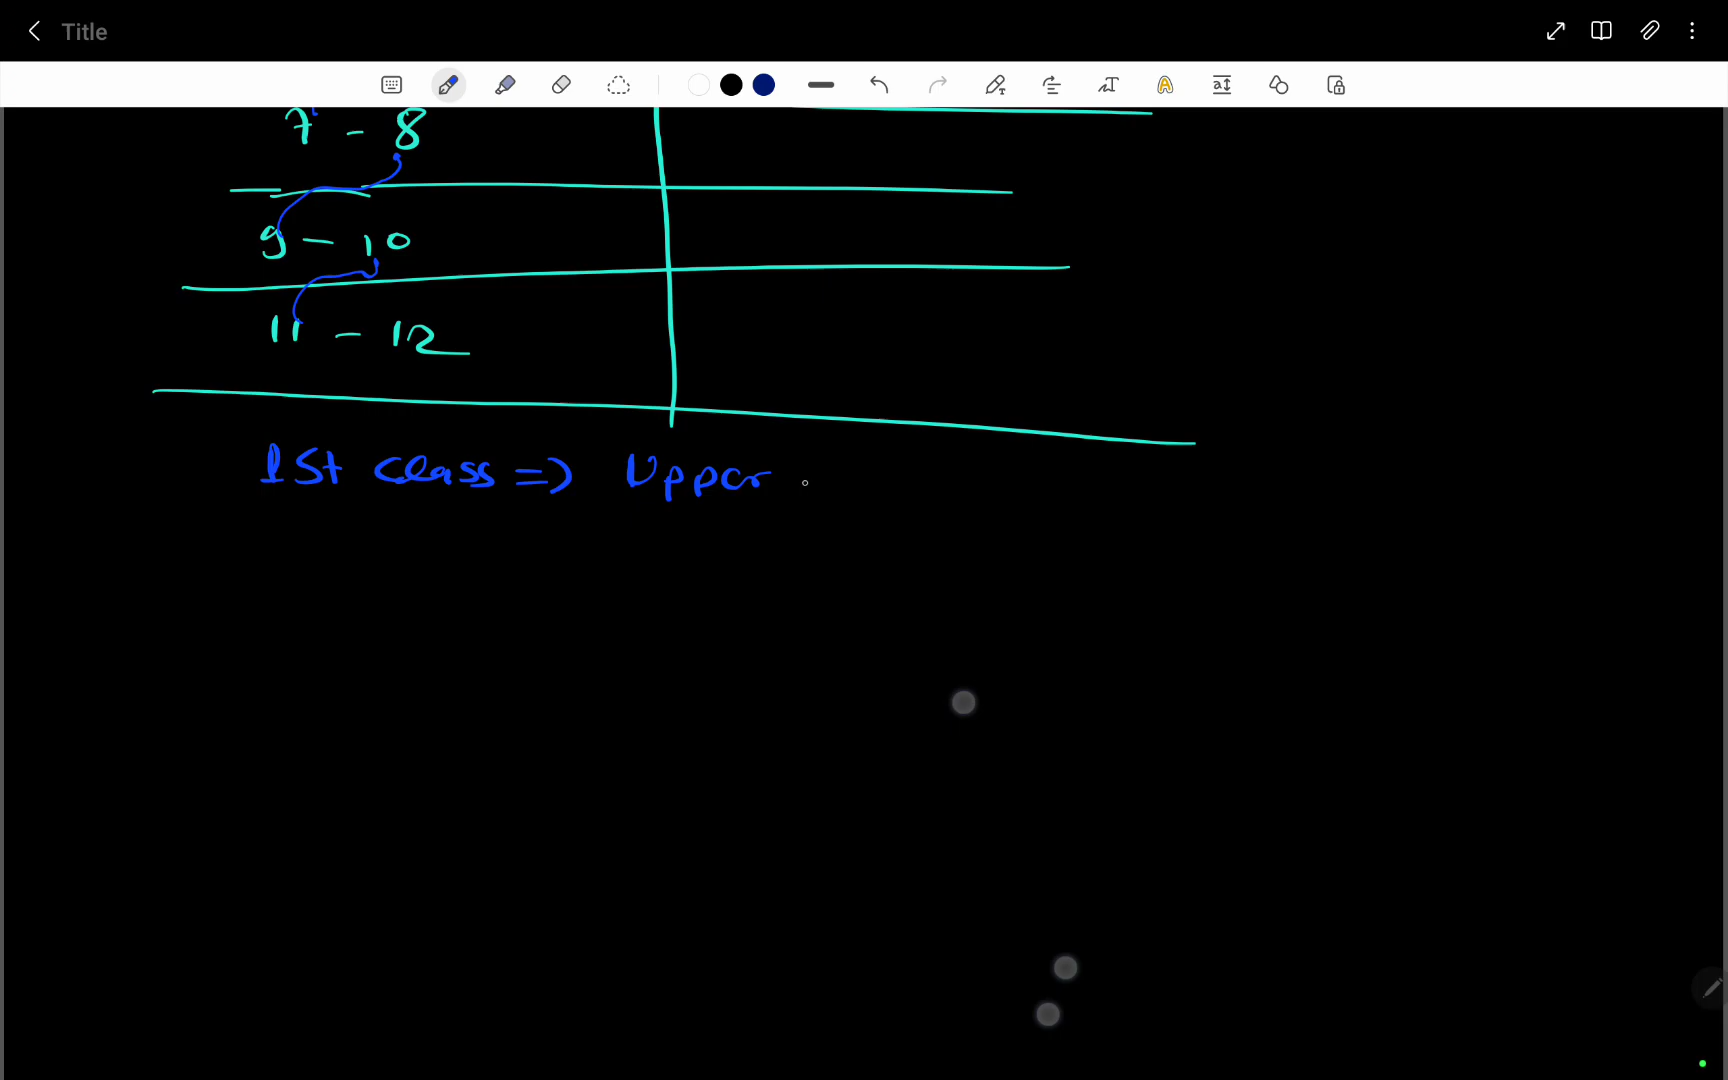 Title
7 - 8
9 - 10
11 - 12
1St class => Upper